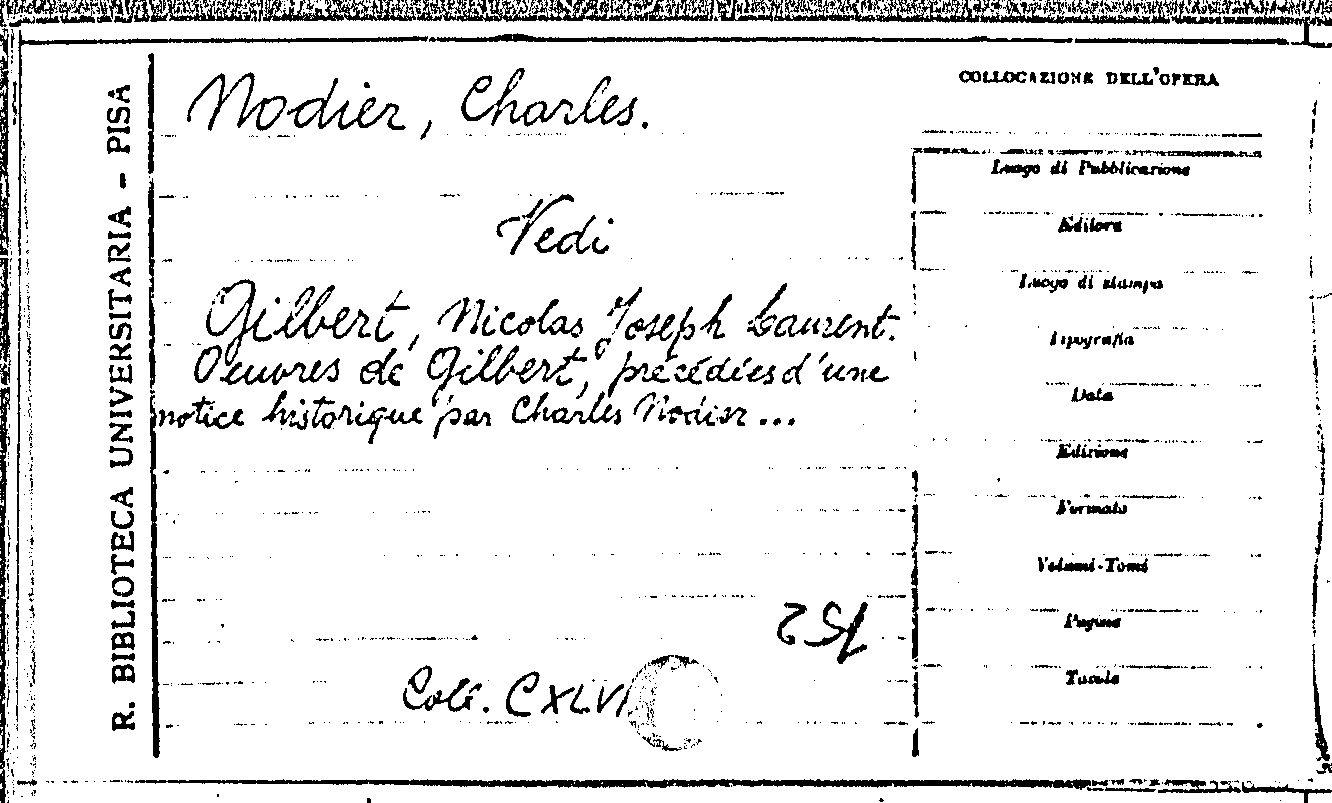 R. BIBLIOTECA UNIVERSITARIA - PISA
Nodier, Charles.
Vedi
Gilbert, Nicolas Joseph Laurent.
Oeuvres de Gilbert, précédées d'une
notice historique par Charles Nodier...
Coll. CXLVI
COLLOCAZIONE DELL'OPERA
Luogo di Pubblicazione
Editore
Luogo di stampa
Tipografia
Data
Edizione
Formato
Volumi-Tomi
Pagine
Tavole